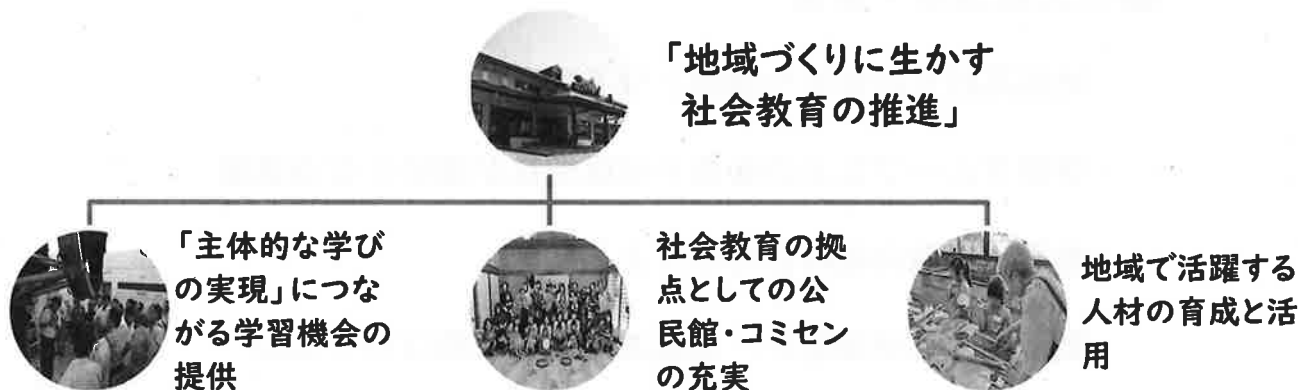 「地域づくりに生かす
社会教育の推進」
「主体的な学び
の実現」につな
がる学習機会の
提供
社会教育の拠
点としての公
民館・コミセン
の充実
地域で活躍する
人材の育成と活
用